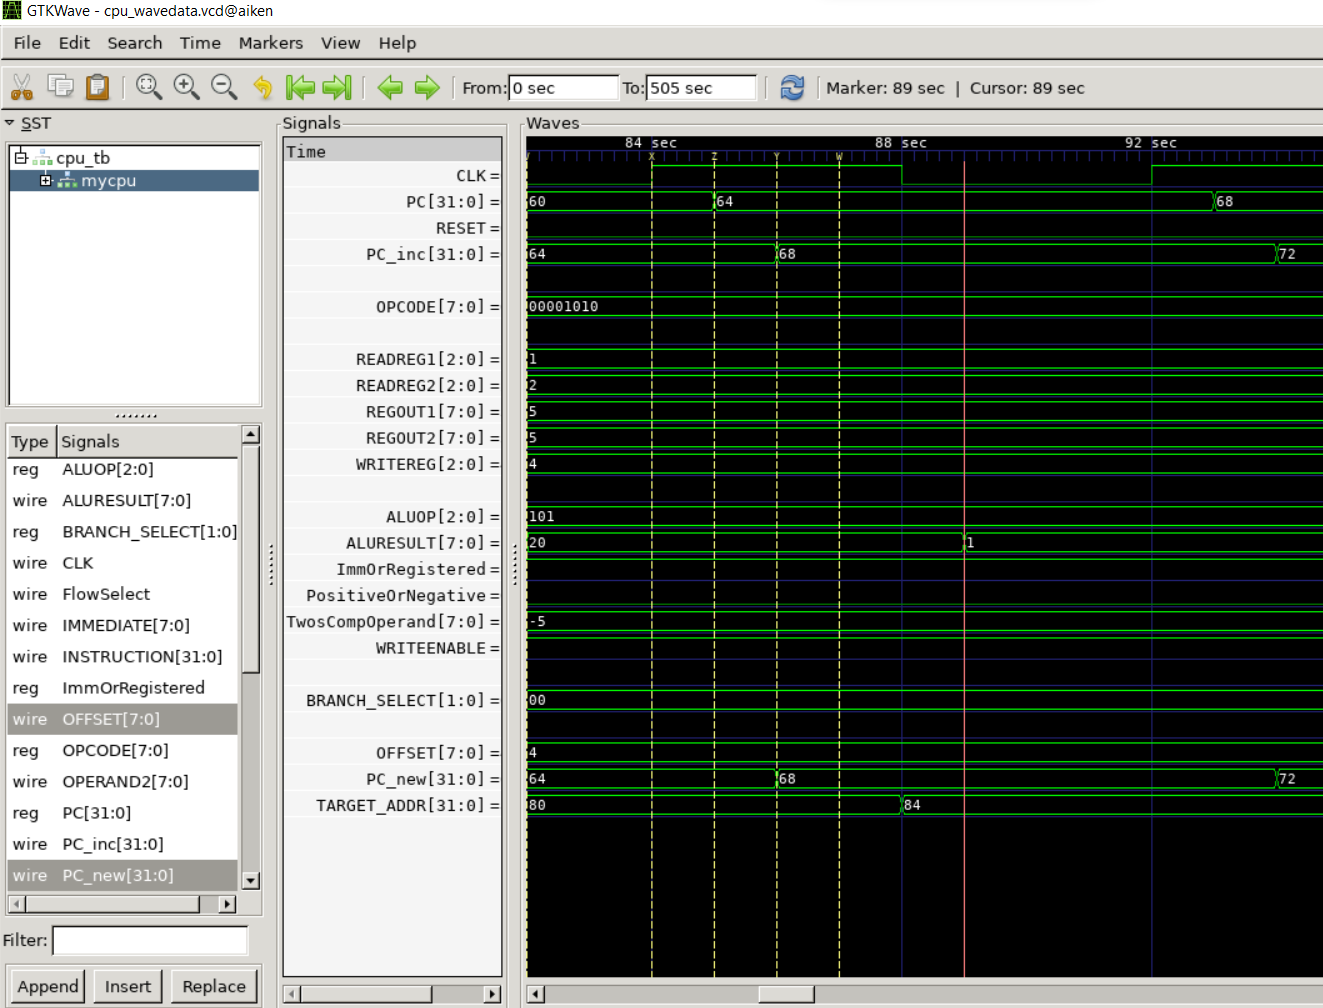 GTKWave - cpu_wavedata.vcd@aiken
File Edit Search Time Markers View Help
From: 0 sec To: 505 sec Marker: 89 sec | Cursor: 89 sec
SST
cpu_tb
mycpu
Type Signals
reg ALUOP[2:0]
wire ALURESULT[7:0]
reg BRANCH_SELECT[1:0]
wire CLK
wire FlowSelect
wire IMMEDIATE[7:0]
wire INSTRUCTION[31:0]
reg ImmOrRegistered
wire OFFSET[7:0]
reg OPCODE[7:0]
wire OPERAND2[7:0]
reg PC[31:0]
wire PC_inc[31:0]
wire PC_new[31:0]
Filter:
Append Insert Replace
Signals
Time
CLK =
PC[31:0] =
RESET =
PC_inc[31:0] =
OPCODE[7:0] =
READREG1[2:0] =
READREG2[2:0] =
REGOUT1[7:0] =
REGOUT2[7:0] =
WRITEREG[2:0] =
ALUOP[2:0] =
ALURESULT[7:0] =
ImmOrRegistered =
PositiveOrNegative =
TwosCompOperand[7:0] =
WRITEENABLE =
BRANCH_SELECT[1:0] =
OFFSET[7:0] =
PC_new[31:0] =
TARGET_ADDR[31:0] =
Waves
84 sec 88 sec 92 sec
X Z Y W
60 64 68
64 68 72
00001010
1
2
5
5
4
101
20 1
-5
00
4
64 68 72
80 84